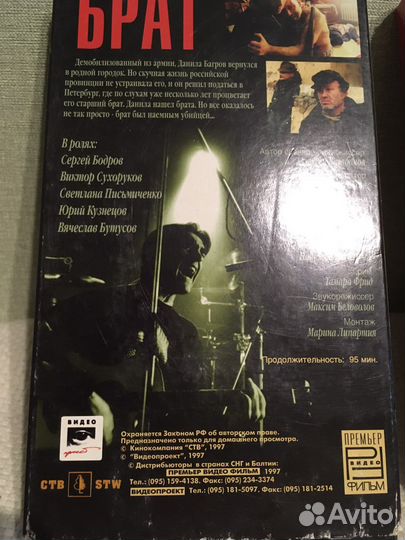 БРАТ
Демобилизованный из армии, Данила Багров вернулся
в родной городок. Но скучная жизнь российской
провинции не устраивала его, и он решил податься в
Петербург, где по слухам уже несколько лет процветает
его старший брат. Данила нашел брата. Но все оказалось
не так просто - брат был наемным убийцей...
В ролях:
Сергей Бодров
Виктор Сухоруков
Светлана Письмиченко
Юрий Кузнецов
Вячеслав Бутусов
Автор
Тамара Фрид
Звукорежиссер
Максим Беловолов
Монтаж
Марина Липартия
Продолжительность: 95 мин.
Охраняется Законом РФ об авторском праве.
Предназначено только для домашнего просмотра.
© Кинокомпания "СТВ", 1997
© "Видеопроект", 1997
© Дистрибьюторы в странах СНГ и Балтии:
ПРЕМЬЕР ВИДЕО ФИЛЬМ 1997
Тел.: (095) 159-4138. Факс: (095) 234-3374
ВИДЕОПРОЕКТ Тел.: (095) 181-5097. Факс: (095) 181-2514
ВИДЕО
проект
СТВ STW
ПРЕМЬЕР
ВИДЕО
ФИЛЬМ
Avito